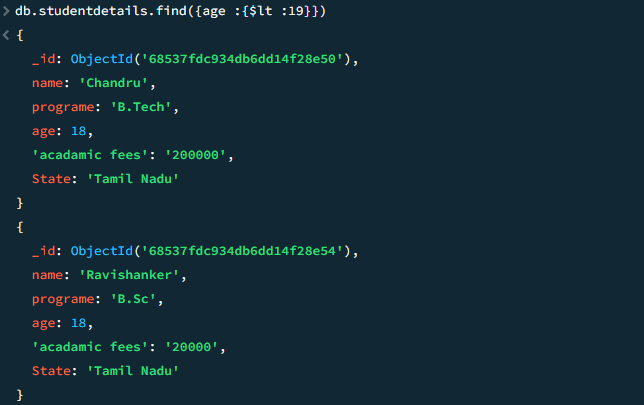 > db.studentdetails.find({age :{$lt :19}})
< {
_id: ObjectId('68537fdc934db6dd14f28e50'),
name: 'Chandru',
programe: 'B.Tech',
age: 18,
'acadamic fees': '200000',
State: 'Tamil Nadu'
}
{
_id: ObjectId('68537fdc934db6dd14f28e54'),
name: 'Ravishanker',
programe: 'B.Sc',
age: 18,
'acadamic fees': '20000',
State: 'Tamil Nadu'
}